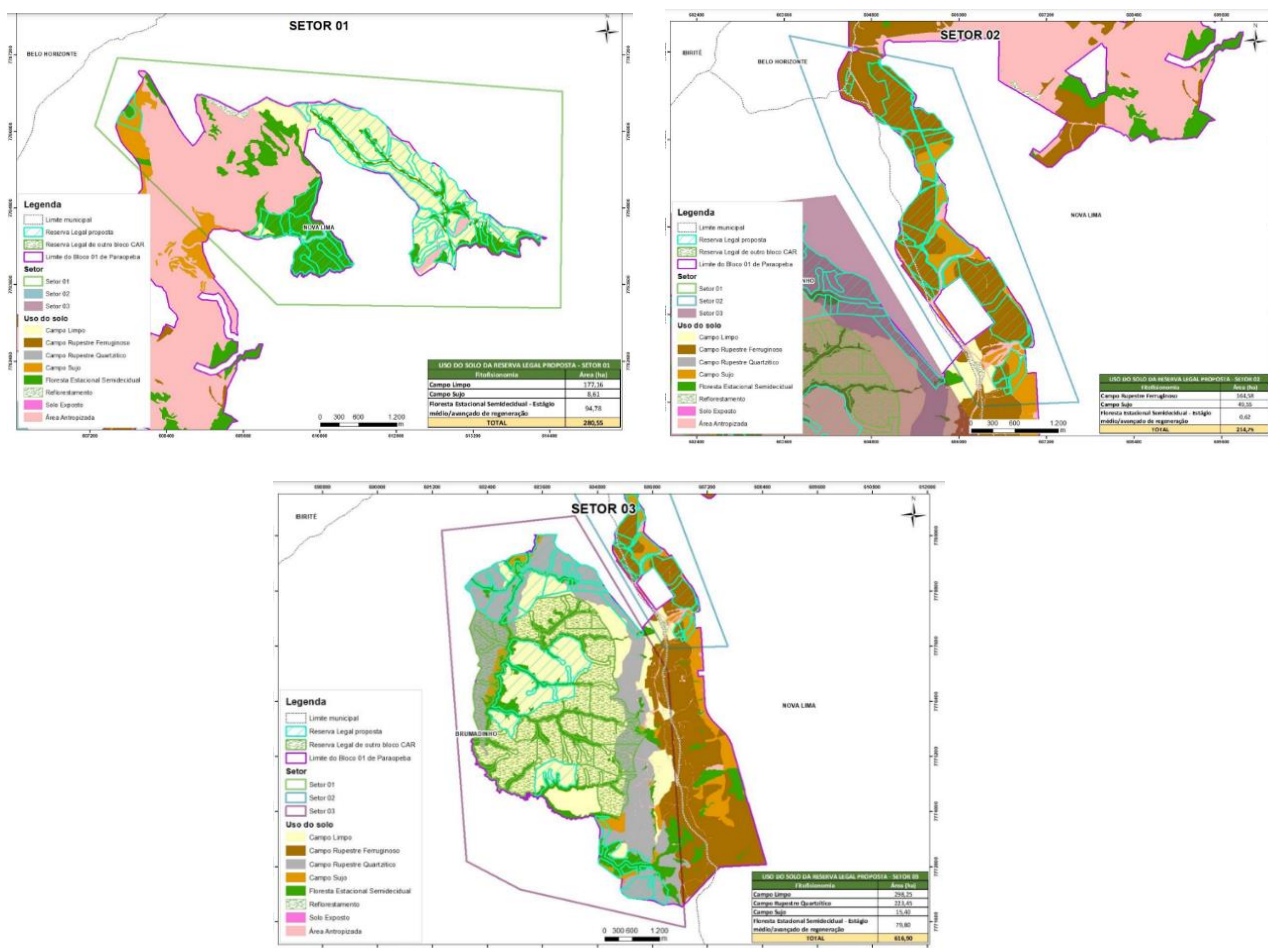 SETOR 01
N
BELO HORIZONTE
NOVA LIMA
Legenda
Limite municipal
Reserva Legal proposta
Reserva Legal de outro bloco CAR
Limite do Bloco 01 de Paraopeba
Setor
Setor 01
Setor 02
Setor 03
Uso do solo
Campo Limpo
Campo Rupestre Ferruginoso
Campo Rupestre Quartzítico
Campo Sujo
Floresta Estacional Semidecidual
Reflorestamento
Solo Exposto
Área Antropizada
USO DO SOLO DA RESERVA LEGAL PROPOSTA - SETOR 01
Fitofisionomia Área (ha)
Campo Limpo 177,16
Campo Sujo 8,61
Floresta Estacional Semidecidual - Estágio médio/avançado de regeneração 94,78
TOTAL 280,55
0 300 600 1.200
m
SETOR 02
N
IBIRITÉ
BELO HORIZONTE
NOVA LIMA
Legenda
Limite municipal
Reserva Legal proposta
Reserva Legal de outro bloco CAR
Limite do Bloco 01 de Paraopeba
Setor
Setor 01
Setor 02
Setor 03
Uso do solo
Campo Limpo
Campo Rupestre Ferruginoso
Campo Rupestre Quartzítico
Campo Sujo
Floresta Estacional Semidecidual
Reflorestamento
Solo Exposto
Área Antropizada
USO DO SOLO DA RESERVA LEGAL PROPOSTA - SETOR 02
Fitofisionomia Área (ha)
Campo Rupestre Ferruginoso
Campo Sujo
Floresta Estacional Semidecidual - Estágio médio/avançado de regeneração 0,62
TOTAL 214,75
0 300 600 1.200
m
SETOR 03
N
IBIRITÉ
NOVA LIMA
BRUMADINHO
Legenda
Limite municipal
Reserva Legal proposta
Reserva Legal de outro bloco CAR
Limite do Bloco 01 de Paraopeba
Setor
Setor 01
Setor 02
Setor 03
Uso do solo
Campo Limpo
Campo Rupestre Ferruginoso
Campo Rupestre Quartzítico
Campo Sujo
Floresta Estacional Semidecidual
Reflorestamento
Solo Exposto
Área Antropizada
USO DO SOLO DA RESERVA LEGAL PROPOSTA - SETOR 03
Fitofisionomia Área (ha)
Campo Limpo 298,25
Campo Rupestre Quartzítico 223,45
Campo Sujo 15,40
Floresta Estacional Semidecidual - Estágio médio/avançado de regeneração 79,80
TOTAL 616,90
0 300 600 1.200
m